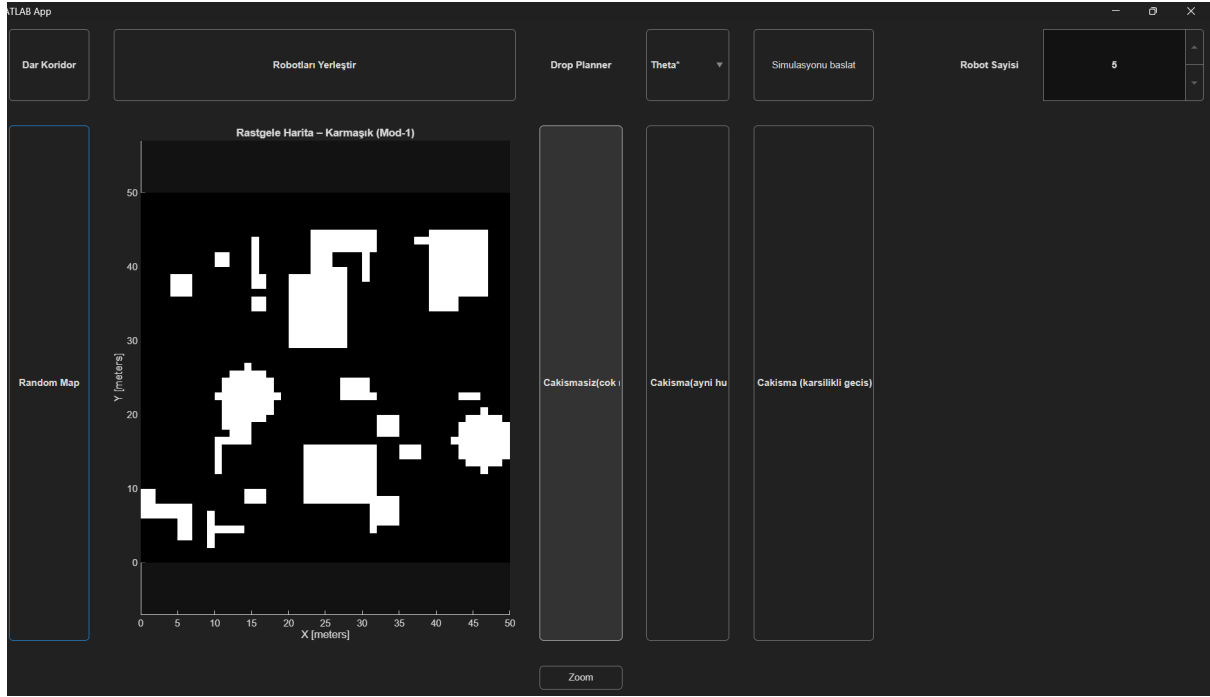 ATLAB App
Dar Koridor
Robotları Yerleştir
Drop Planner
Theta*
Simulasyonu baslat
Robot Sayisi
5
Random Map
Rastgele Harita – Karmaşık (Mod-1)
Y [meters]
50
40
30
20
10
0
0 5 10 15 20 25 30 35 40 45 50
X [meters]
Cakismasiz(cok
Cakisma(ayni hu
Cakisma (karsilikli gecis)
Zoom